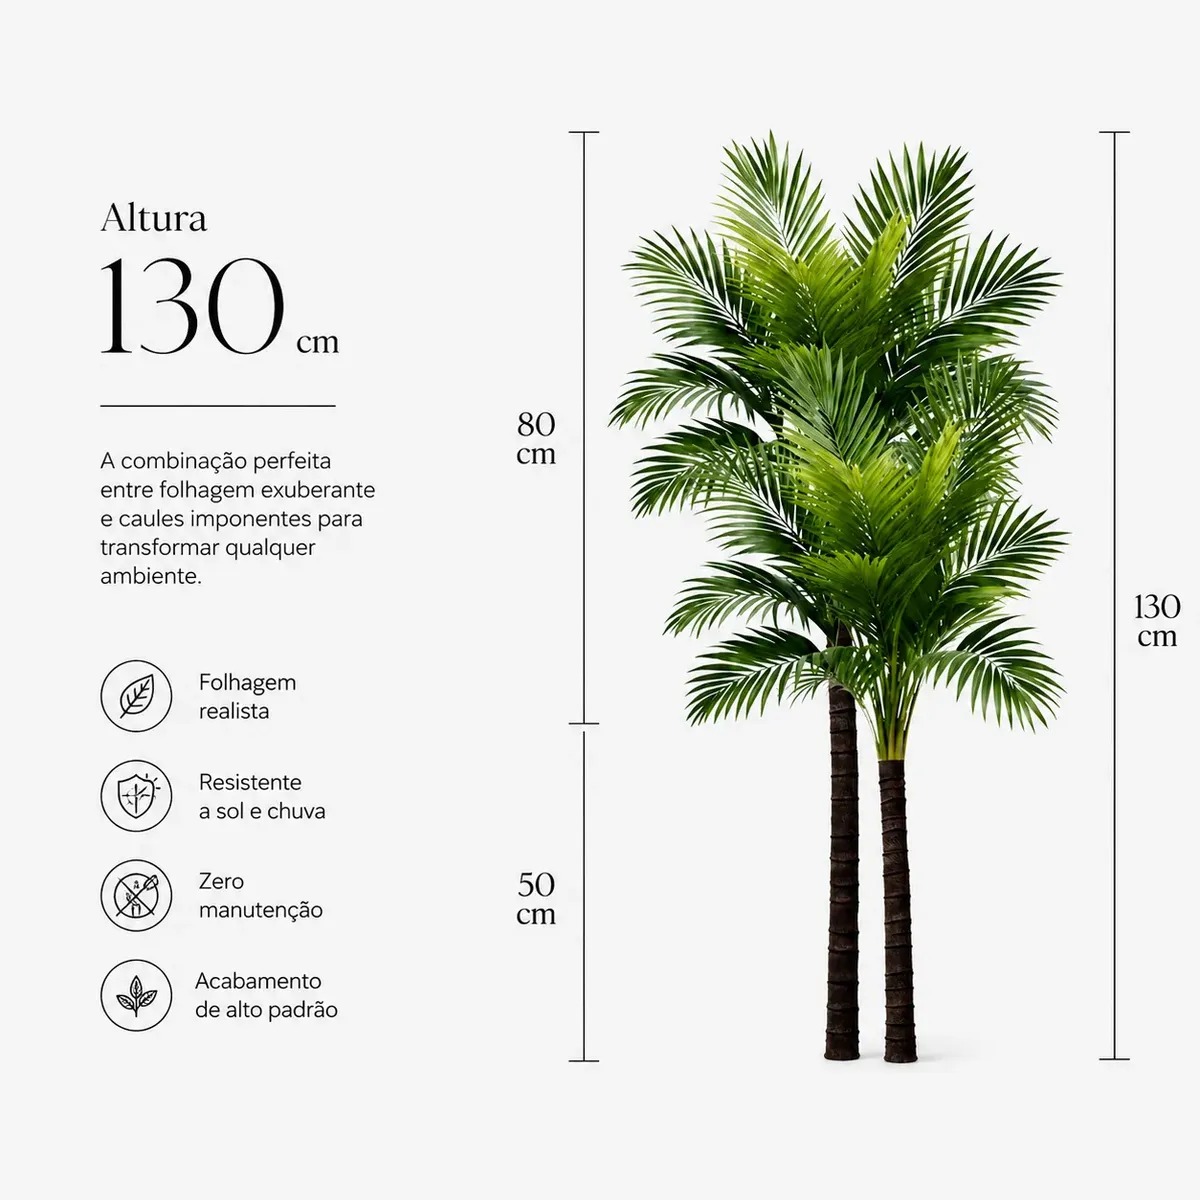 Altura
130 cm
A combinação perfeita
entre folhagem exuberante
e caules imponentes para
transformar qualquer
ambiente.
Folhagem
realista
Resistente
a sol e chuva
Zero
manutenção
Acabamento
de alto padrão
80
cm
50
cm
130
cm